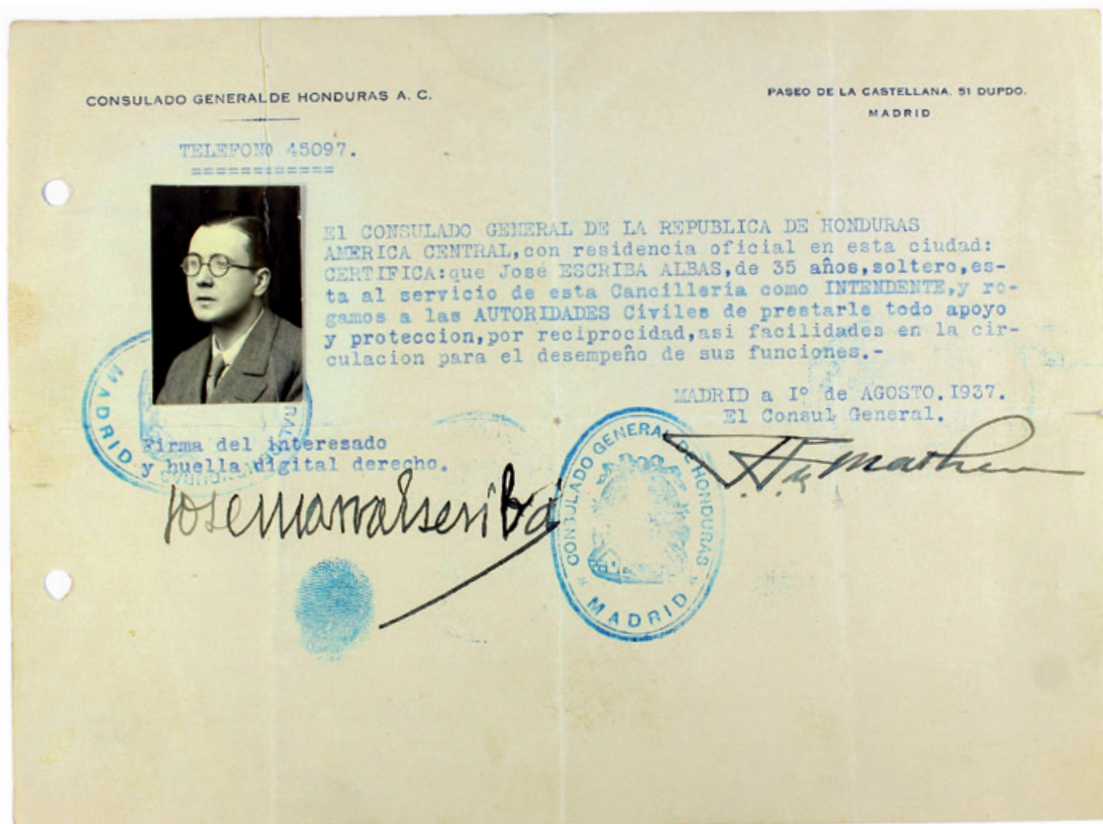 CONSULADO GENERALDE HONDURAS A. C.
PASEO DE LA CASTELLANA. 51 DUPDO.
MADRID
TELEFONO 45097.
============
El CONSULADO GENERAL DE LA REPUBLICA DE HONDURAS
AMERICA CENTRAL,con residencia oficial en esta ciudad:
CERTIFICA:que José ESCRIBA ALBAS,de 35 años,soltero,es-
ta al servicio de esta Cancilleria como INTENDENTE,y ro-
gamos a las AUTORIDADES Civiles de prestarle todo apoyo
y proteccion,por reciprocidad,asi facilidades en la cir-
culacion para el desempeño de sus funciones.-
MADRID a 1º de AGOSTO.1937.
El Consul General.
Firma del interesado
y huella digital derecho.
Josemaria Escribá
CONSULADO GENERAL DE HONDURAS
" MADRID "
MADRID